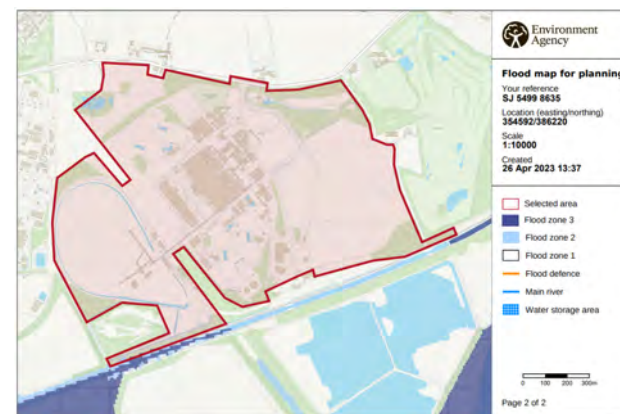 Environment
Agency
Flood map for planning
Your reference
SJ 5499 8635
Location (easting/northing)
354592/386220
Scale
1:10000
Created
26 Apr 2023 13:37
Selected area
Flood zone 3
Flood zone 2
Flood zone 1
Flood defence
Main river
Water storage area
0 100 200 300m
Page 2 of 2